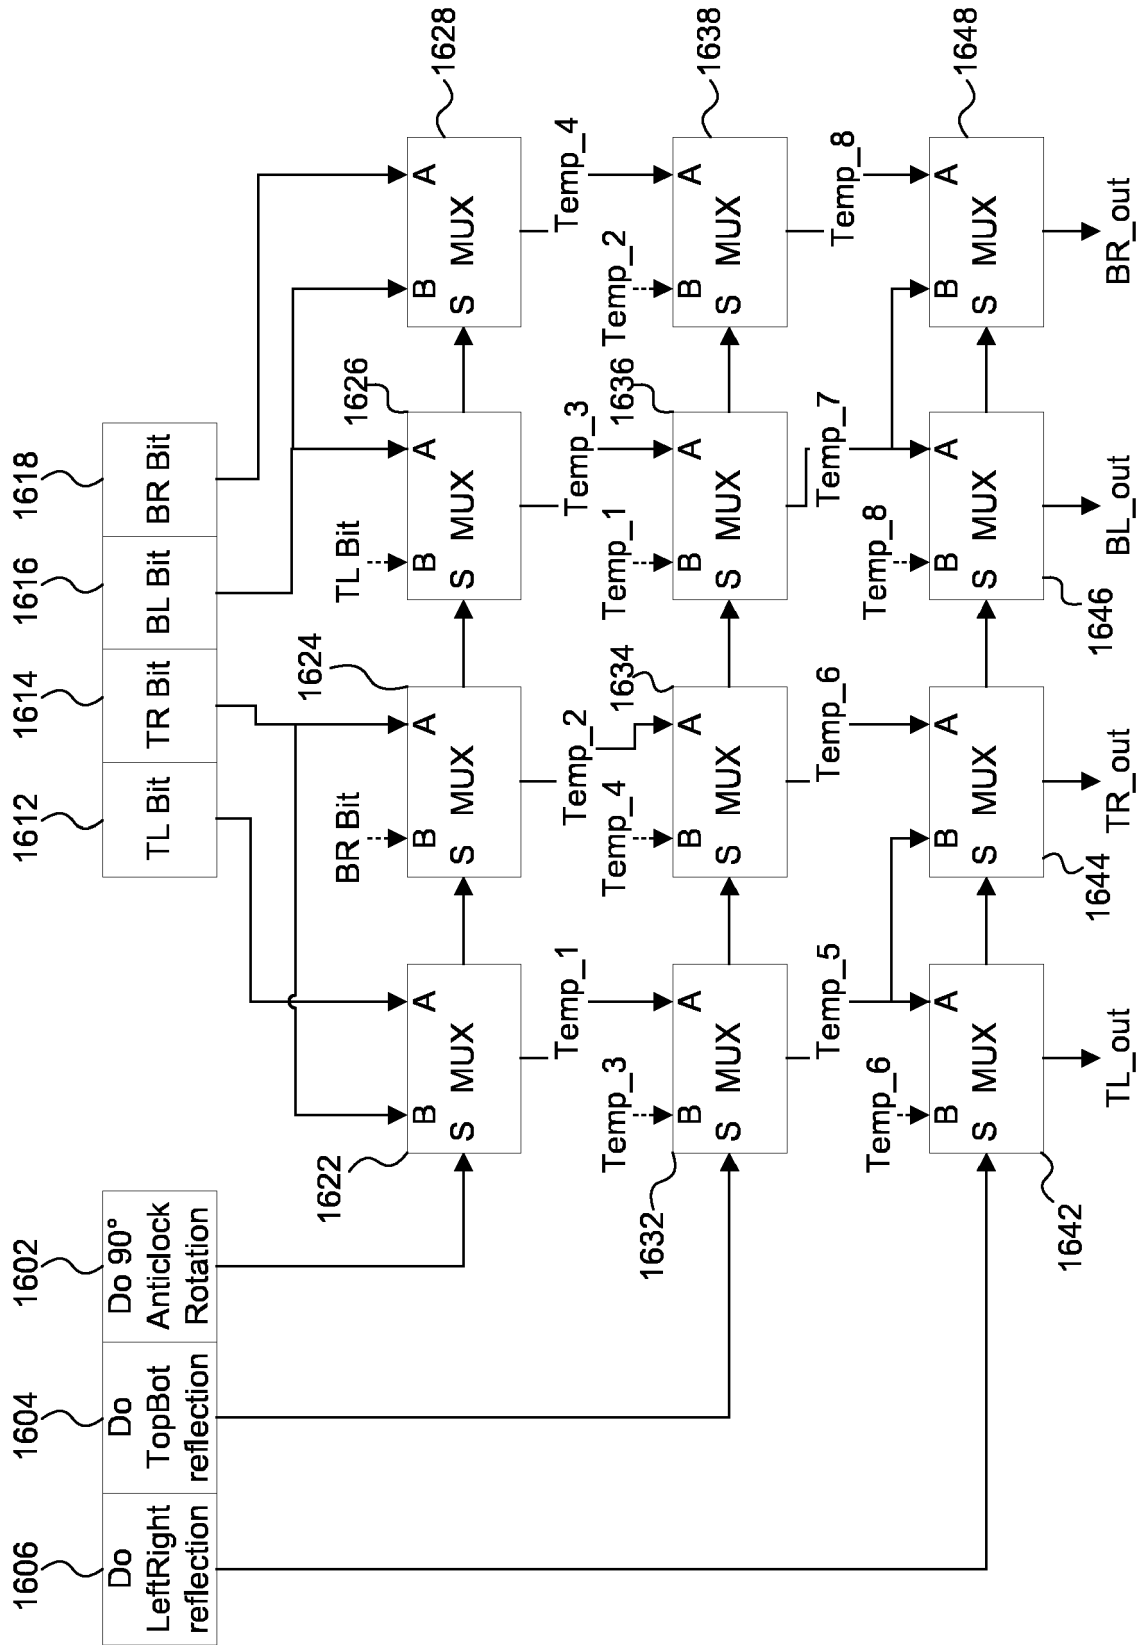 1606
1604
1602
1612
1614
1616
1618
Do
LeftRight
reflection
Do
TopBot
reflection
Do 90°
Anticlock
Rotation
TL Bit
TR Bit
BL Bit
BR Bit
1622
1624
1626
1628
BR Bit
TL Bit
B
A
S
MUX
B
A
S
MUX
B
A
S
MUX
B
A
S
MUX
Temp_1
Temp_2
Temp_3
Temp_4
Temp_3
Temp_4
Temp_1
Temp_2
1632
1634
1636
1638
B
A
S
MUX
B
A
S
MUX
B
A
S
MUX
B
A
S
MUX
Temp_5
Temp_6
Temp_7
Temp_8
Temp_6
Temp_8
B
A
S
MUX
B
A
S
MUX
B
A
S
MUX
B
A
S
MUX
1642
1644
1646
1648
TL_out
TR_out
BL_out
BR_out